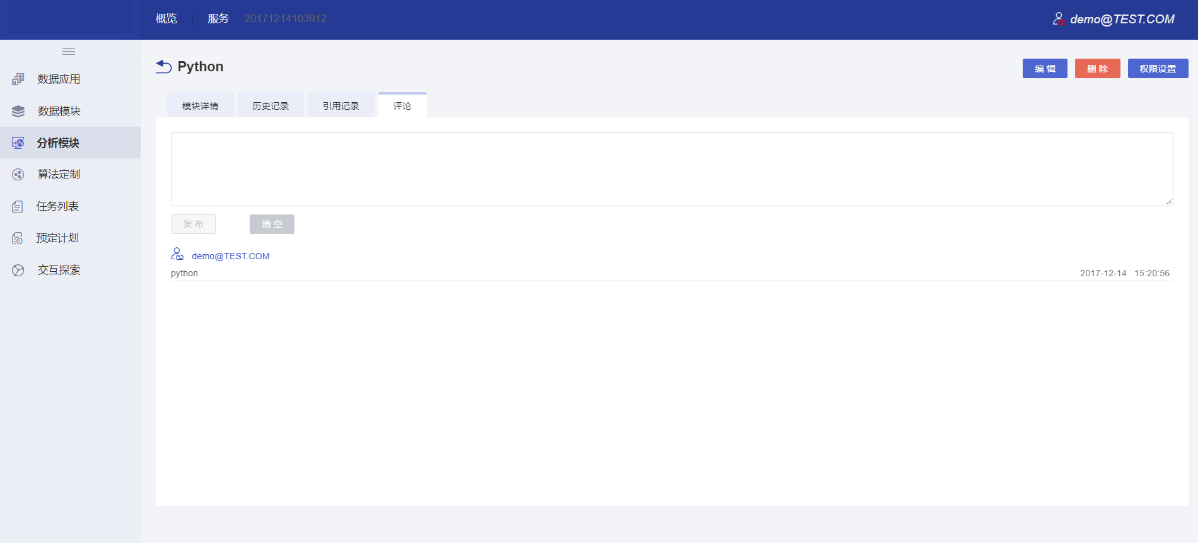 概览 服务 20171214103912 demo@TEST.COM
数据应用
数据模块
分析模块
算法定制
任务列表
预定计划
交互探索
Python
编 辑 删 除 权限设置
模块详情 历史记录 引用记录 评论
发 布 清 空
demo@TEST.COM
python 2017-12-14 15:20:56